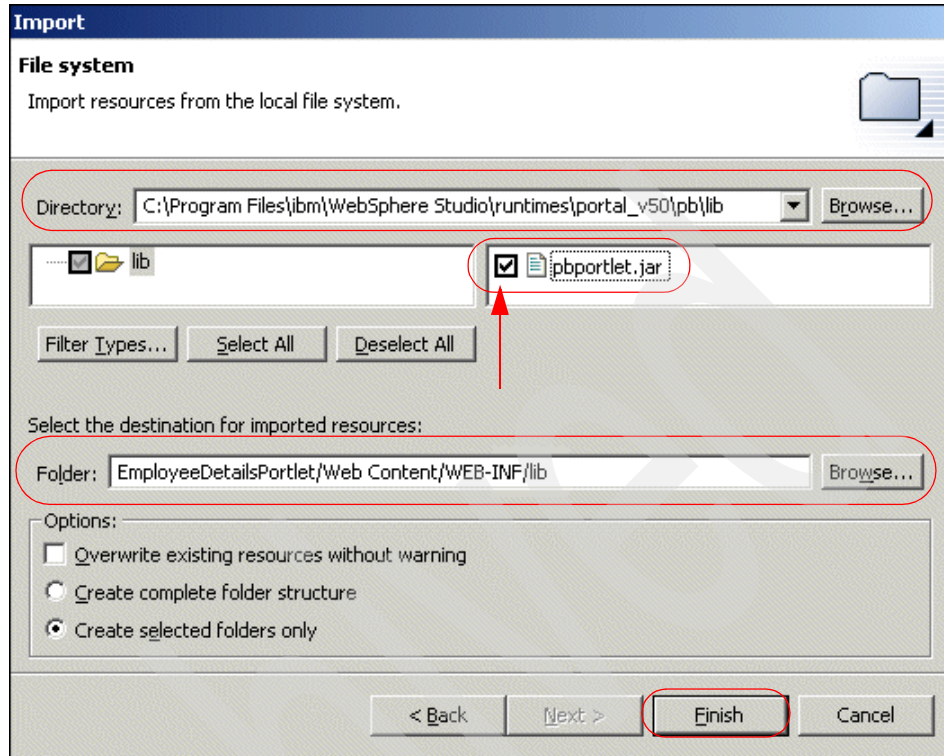 Import
File system
Import resources from the local file system.
Directory: C:\Program Files\ibm\WebSphere Studio\runtimes\portal_v50\pb\lib Browse...
lib pbportlet.jar
Filter Types... Select All Deselect All
Select the destination for imported resources:
Folder: EmployeeDetailsPortlet/Web Content/WEB-INF/lib Browse...
Options:
Overwrite existing resources without warning
Create complete folder structure
Create selected folders only
< Back Next > Finish Cancel